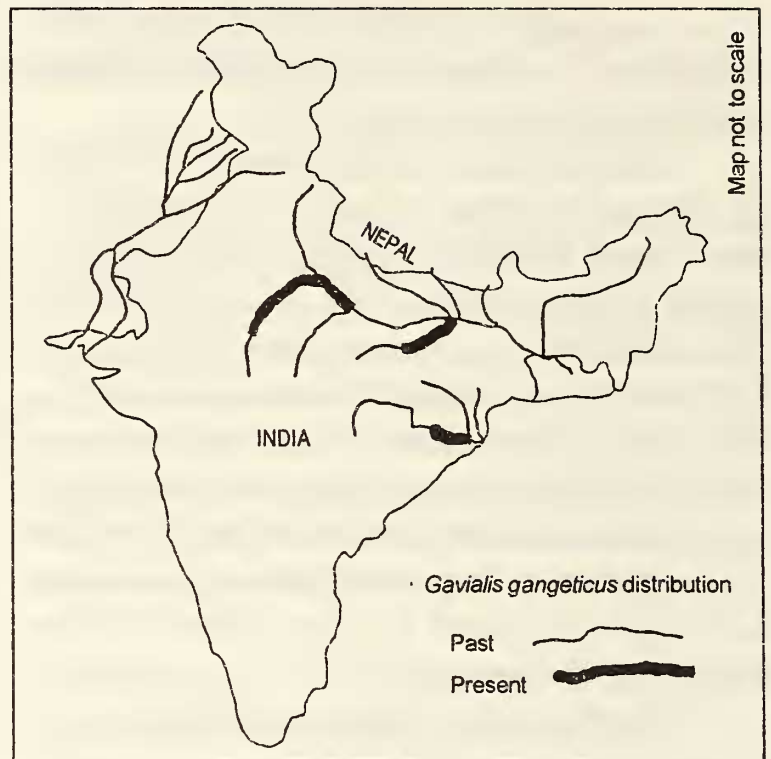 Map not to scale
NEPAL
INDIA
Gavialis gangeticus distribution
Past
Present